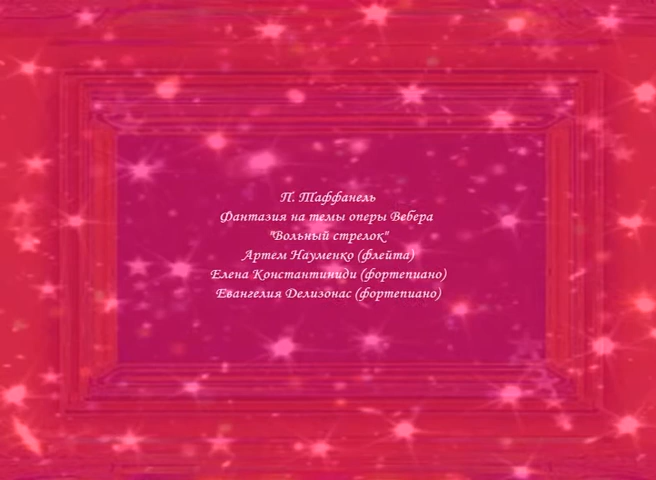 П. Таффанель
Фантазия на темы оперы Вебера
"Вольный стрелок"
Артем Науменко (флейта)
Елена Константиниди (фортепиано)
Евангелия Делизонас (фортепиано)